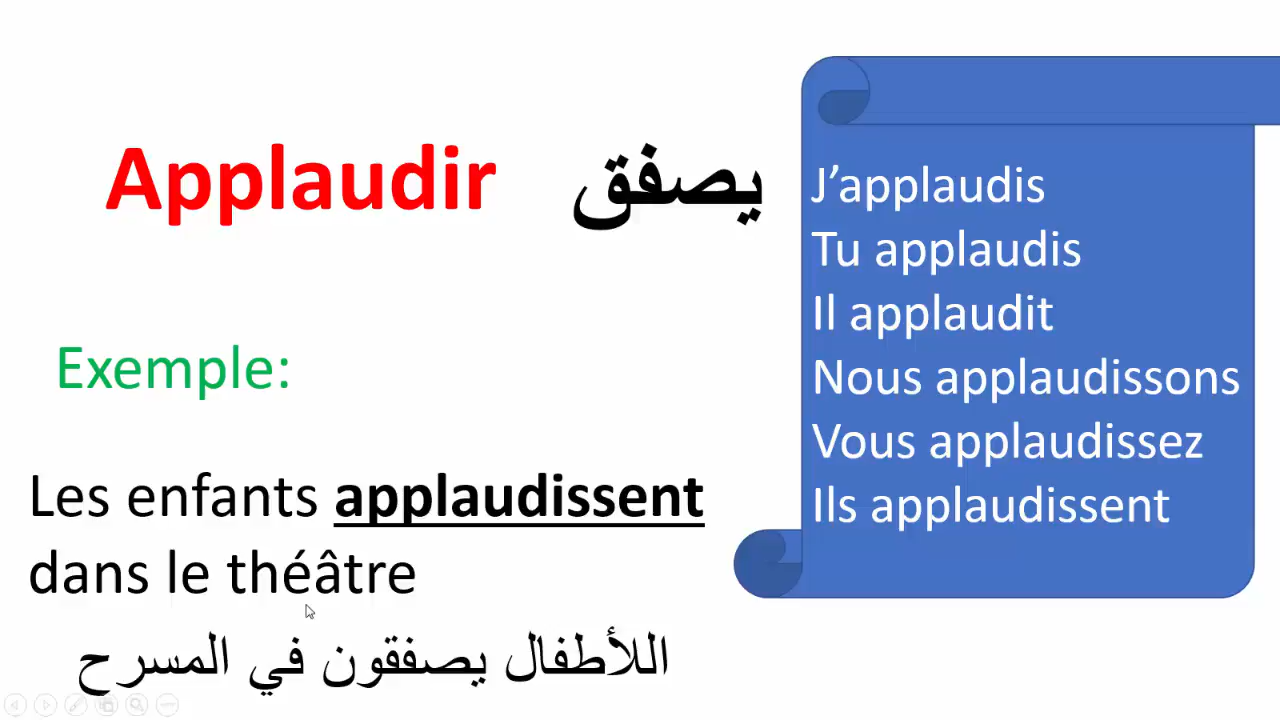 Applaudir يصفق
Exemple:
Les enfants applaudissent
dans le théâtre
اللأطفال يصفقون في المسرح
J’applaudis
Tu applaudis
Il applaudit
Nous applaudissons
Vous applaudissez
Ils applaudissent